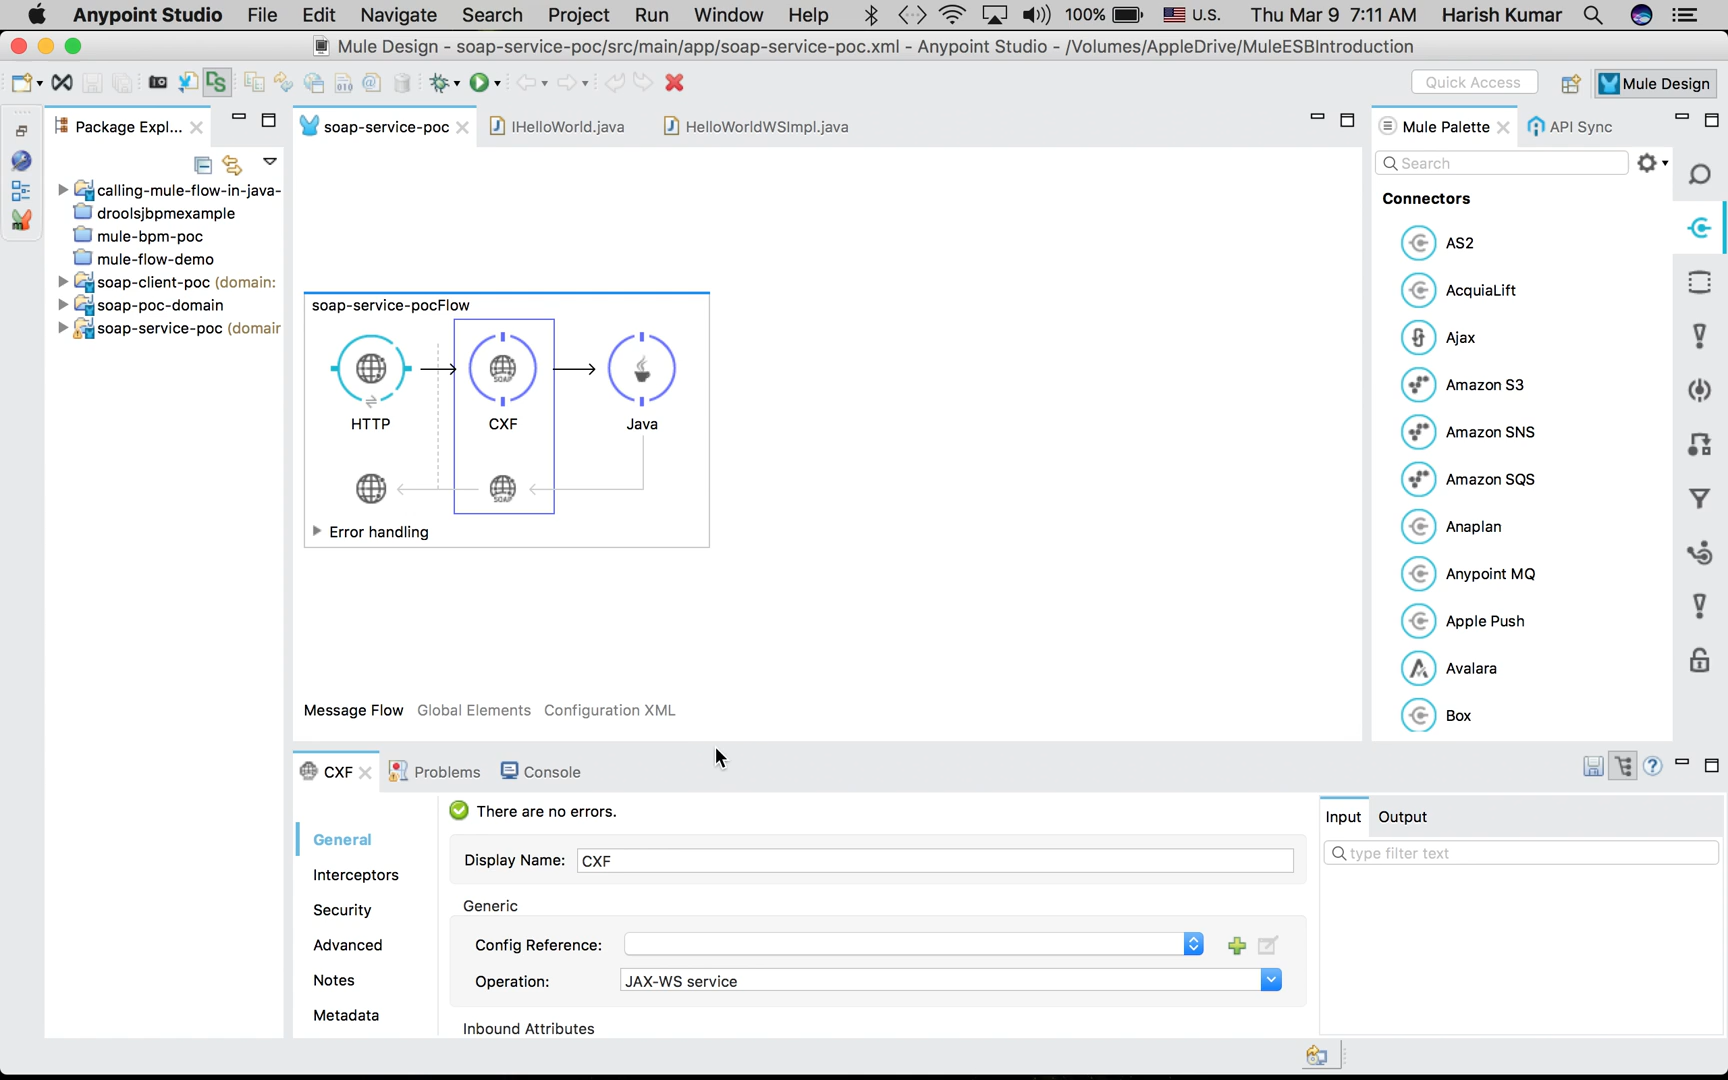 Anypoint Studio File Edit Navigate Search Project Run Window Help 100% U.S. Thu Mar 9 7:11 AM Harish Kumar
Mule Design - soap-service-poc/src/main/app/soap-service-poc.xml - Anypoint Studio - /Volumes/AppleDrive/MuleESBIntroduction
Quick Access Mule Design
Package Expl...
calling-mule-flow-in-java-
droolsjbpmexample
mule-bpm-poc
mule-flow-demo
soap-client-poc (domain:
soap-poc-domain
soap-service-poc (domair
soap-service-poc IHelloWorld.java HelloWorldWSImpl.java
soap-service-pocFlow
SOAP
HTTP CXF Java
SOAP
Error handling
Message Flow Global Elements Configuration XML
Mule Palette API Sync
Search
Connectors
AS2
AcquiaLift
Ajax
Amazon S3
Amazon SNS
Amazon SQS
Anaplan
Anypoint MQ
Apple Push
Avalara
Box
CXF Problems Console
General
Interceptors
Security
Advanced
Notes
Metadata
There are no errors.
Display Name: CXF
Generic
Config Reference:
Operation: JAX-WS service
Inbound Attributes
Input Output
type filter text